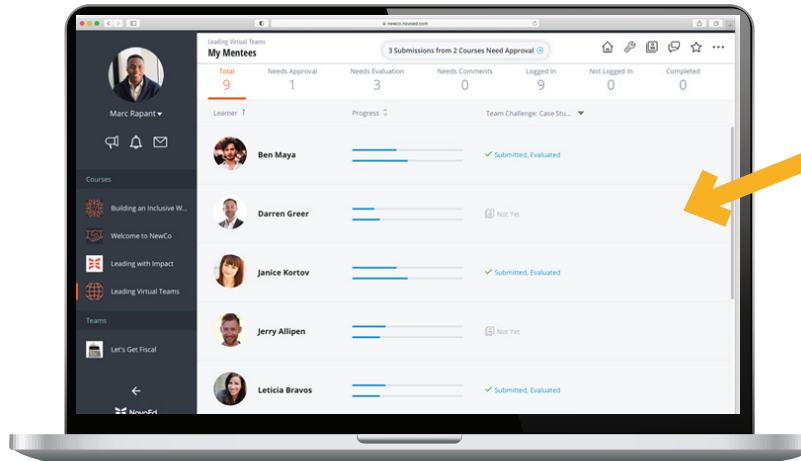 newco.novoed.com
Leading Virtual Teams
My Mentees
3 Submissions from 2 Courses Need Approval
Total
9
Needs Approval
1
Needs Evaluation
3
Needs Comments
0
Logged In
9
Not Logged In
0
Completed
0
Marc Rapant
Courses
Building an Inclusive W...
Welcome to NewCo
Leading with Impact
Leading Virtual Teams
Teams
Let's Get Fiscal
NovoEd
Learner
Progress
Team Challenge: Case Stu...
Ben Maya
Submitted, Evaluated
Darren Greer
Not Yet
Janice Kortov
Submitted, Evaluated
Jerry Allipen
Not Yet
Leticia Bravos
Submitted, Evaluated